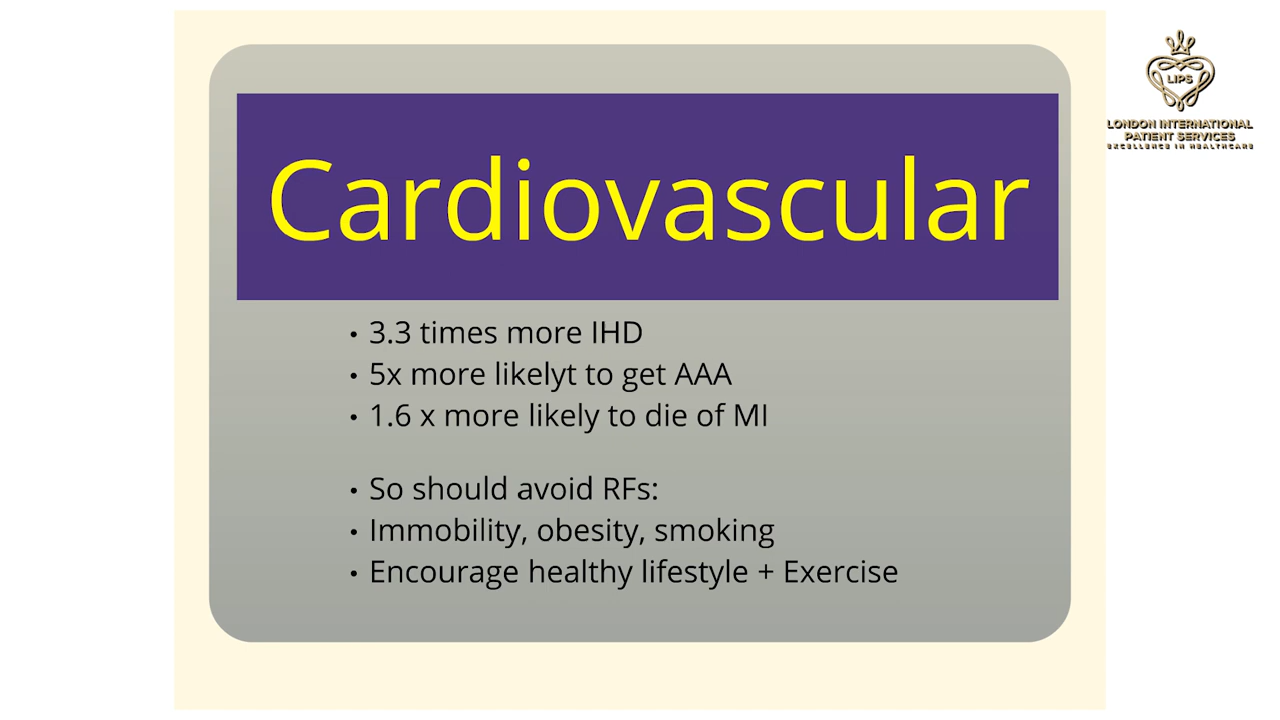 Cardiovascular
• 3.3 times more IHD
• 5x more likelyt to get AAA
• 1.6 x more likely to die of MI
• So should avoid RFs:
• Immobility, obesity, smoking
• Encourage healthy lifestyle + Exercise
LIPS
LONDON INTERNATIONAL
PATIENT SERVICES
EXCELLENCE IN HEALTHCARE